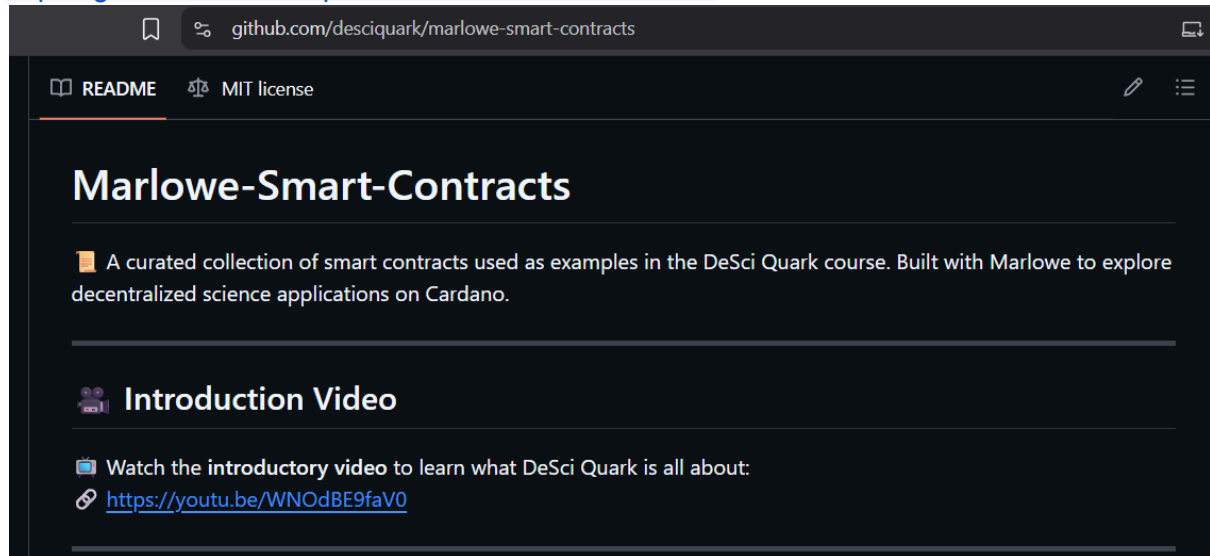 github.com/desciquark/marlowe-smart-contracts
README MIT license
Marlowe-Smart-Contracts
📜 A curated collection of smart contracts used as examples in the DeSci Quark course. Built with Marlowe to explore
decentralized science applications on Cardano.
🎥 Introduction Video
📺 Watch the introductory video to learn what DeSci Quark is all about:
🔗 https://youtu.be/WNOdBE9faV0